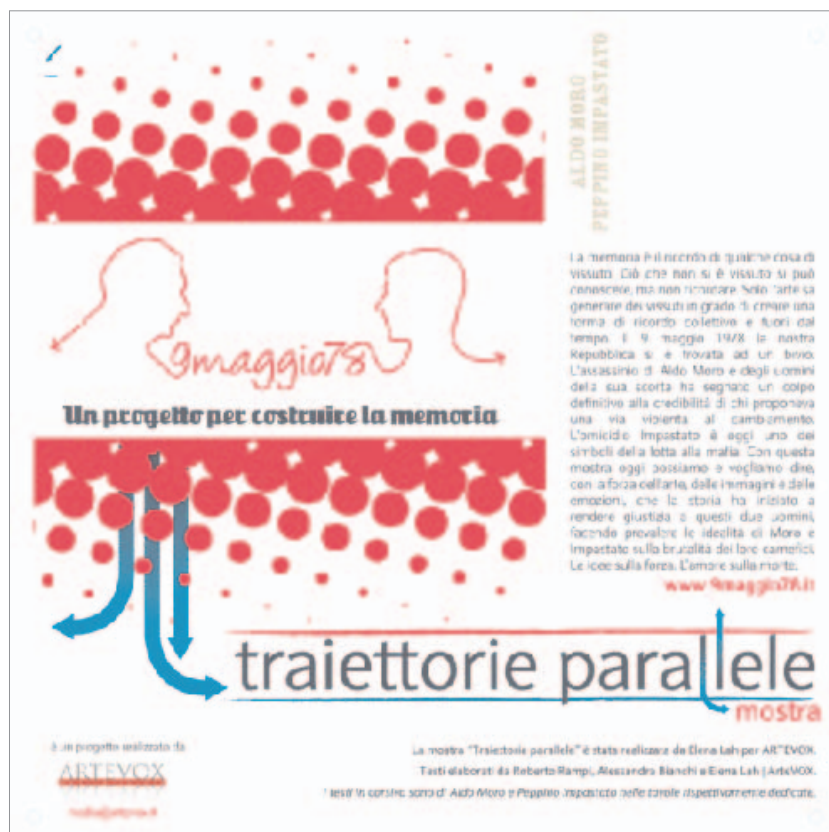 ALDO MORO
PEPPINO IMPASTATO
La memoria è il ricordo di qualche cosa di
vissuto. Ciò che non si è vissuto si può
conoscere, ma non ricordare. Solo l'arte sa
generare dei vissuti in grado di creare una
forma di ricordo collettivo e fuori dal
tempo. Il 9 maggio 1978 la nostra
Repubblica si è trovata ad un bivio.
L'assassinio di Aldo Moro e degli uomini
della sua scorta ha segnato un colpo
definitivo alla credibilità di chi proponeva
una via violenta al cambiamento.
L'omicidio Impastato è oggi uno dei
simboli della lotta alla mafia. Con questa
mostra oggi possiamo e vogliamo dire,
con la forza dell'arte, delle immagini e delle
emozioni, che la storia ha iniziato a
rendere giustizia a questi due uomini,
facendo prevalere le idealità di Moro e
Impastato sulla brutalità dei loro carnefici.
Le idee sulla forza. L'amore sulla morte.
www.9maggio78.it
9maggio78
Un progetto per costruire la memoria
traiettorie parallele
mostra
è un progetto realizzato da
ARTEVOX
media@artevox.it
La mostra "Traiettorie parallele" è stata realizzata da Elena Lah per ARTEVOX.
Testi elaborati da Roberto Rampi, Alessandra Bianchi e Elena Lah | ArteVOX.
I testi in corsivo sono di Aldo Moro e Peppino Impastato nelle tavole rispettivamente dedicate.